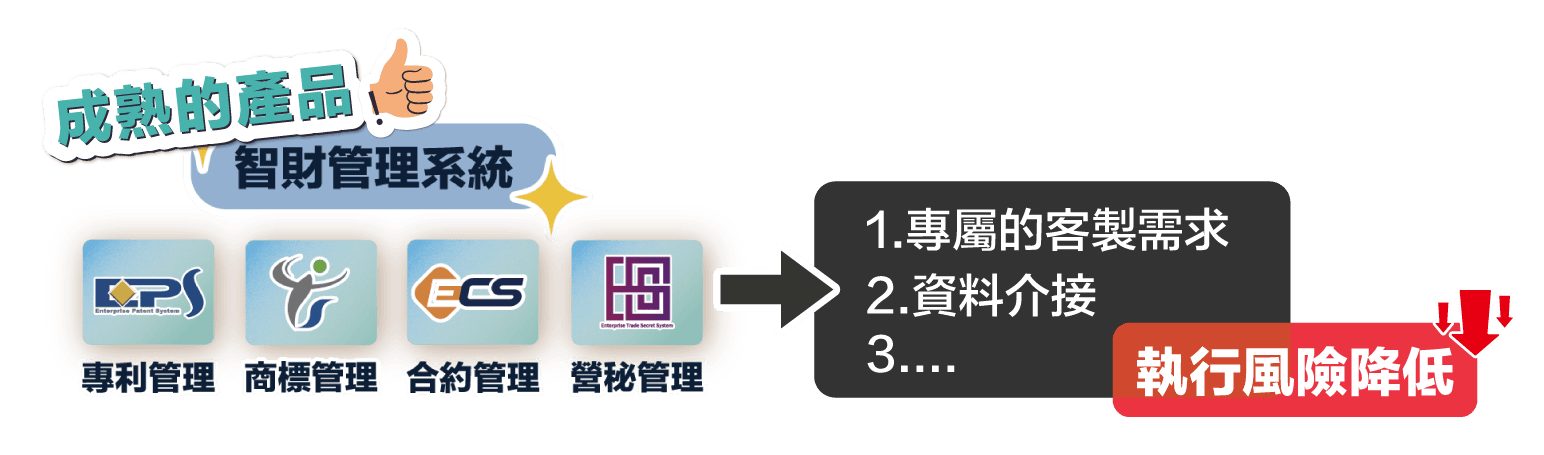 成熟的產品
智財管理系統
EPS
Enterprise Patent System
ECS
Enterprise Trade Secret System
專利管理
商標管理
合約管理
營秘管理
1.專屬的客製需求
2.資料介接
3....
執行風險降低